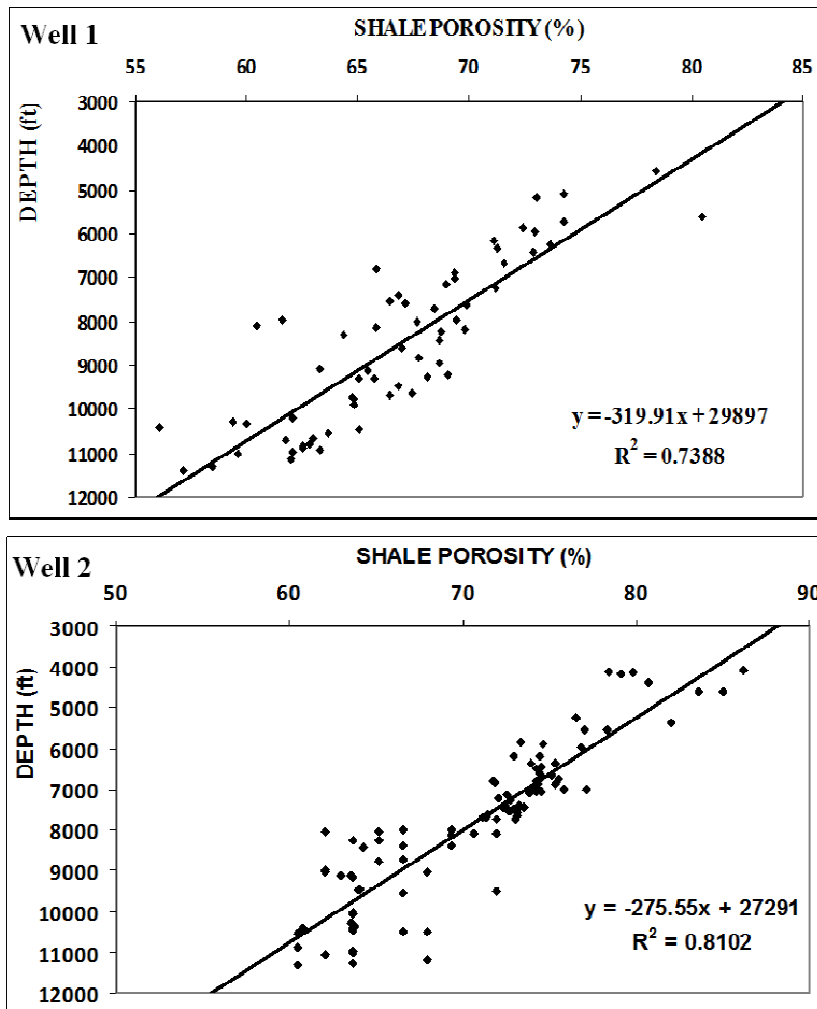 Well 1
SHALE POROSITY (%)
55 60 65 70 75 80 85
DEPTH (ft)
3000
4000
5000
6000
7000
8000
9000
10000
11000
12000
y = -319.91x + 29897
R² = 0.7388
Well 2
SHALE POROSITY (%)
50 60 70 80 90
DEPTH (ft)
3000
4000
5000
6000
7000
8000
9000
10000
11000
12000
y = -275.55x + 27291
R² = 0.8102